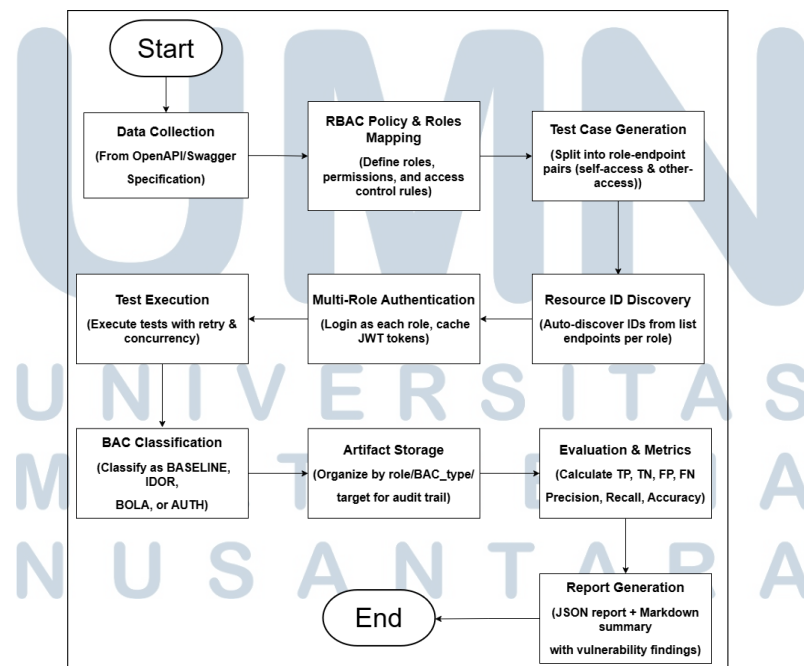 Start
Data Collection
(From OpenAPI/Swagger
Specification)
RBAC Policy & Roles
Mapping
(Define roles,
permissions, and access
control rules)
Test Case Generation
(Split into role-endpoint
pairs (self-access & other-
access))
Test Execution
(Execute tests with retry &
concurrency)
Multi-Role Authentication
(Login as each role, cache
JWT tokens)
Resource ID Discovery
(Auto-discover IDs from list
endpoints per role)
BAC Classification
(Classify as BASELINE,
IDOR,
BOLA, or AUTH)
Artifact Storage
(Organize by role/BAC_type/
target for audit trail)
Evaluation & Metrics
(Calculate TP, TN, FP, FN
Precision, Recall, Accuracy)
Report Generation
(JSON report + Markdown
summary
with vulnerability findings)
End
UMN
UNIVERSITAS
NUSANTARA